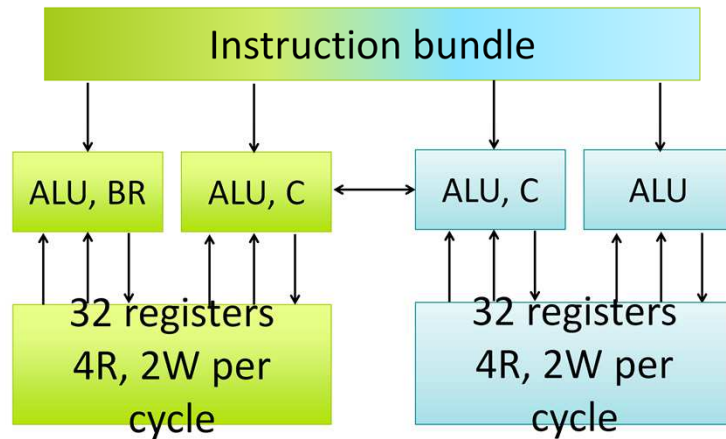 Instruction bundle
ALU, BR
ALU, C
ALU, C
ALU
32 registers
4R, 2W per
cycle
32 registers
4R, 2W per
cycle